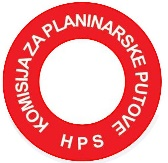 KOMISIJA ZA PLANINARSKE PUTOVE
HPS